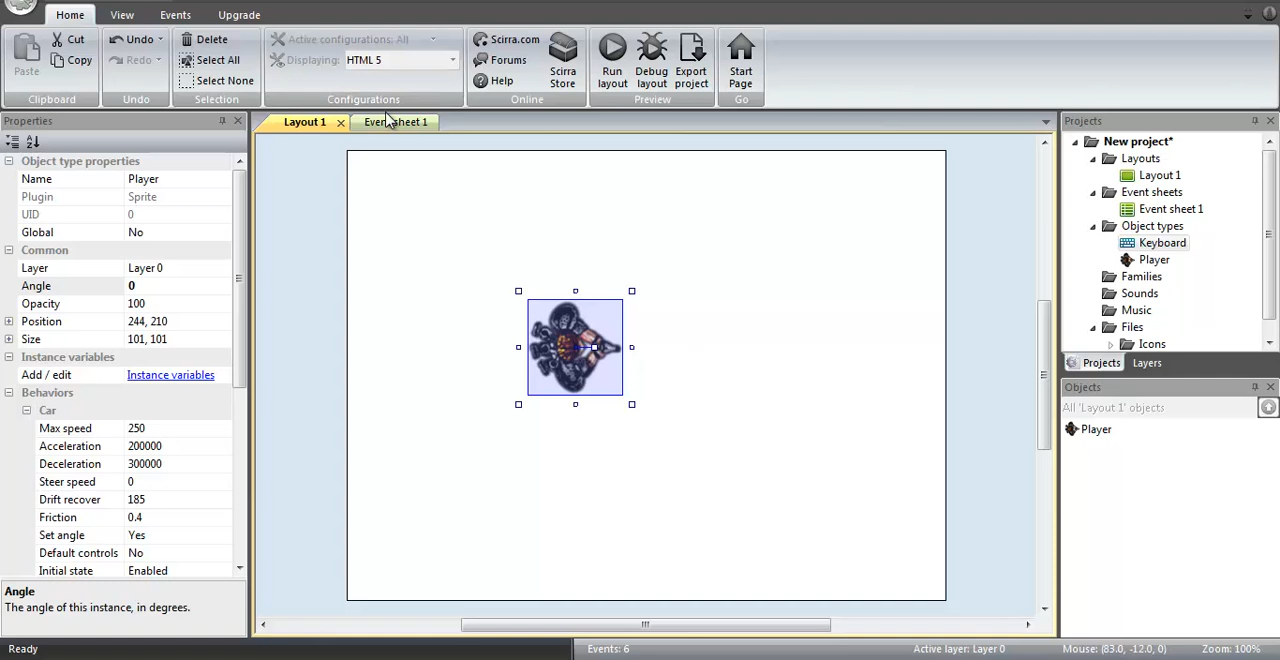 Home View Events Upgrade
Paste Cut Copy Clipboard
Undo Redo Undo
Delete Select All Select None Selection
Active configurations: All
Displaying: HTML 5
Configurations
Scirra.com Forums Help Scirra Store Online
Run layout Debug layout Export project Preview
Start Page Go
Properties
Object type properties
Name Player
Plugin Sprite
UID 0
Global No
Common
Layer Layer 0
Angle 0
Opacity 100
Position 244, 210
Size 101, 101
Instance variables
Add / edit Instance variables
Behaviors
Car
Max speed 250
Acceleration 200000
Deceleration 300000
Steer speed 0
Drift recover 185
Friction 0.4
Set angle Yes
Default controls No
Initial state Enabled
Angle
The angle of this instance, in degrees.
Layout 1 Event sheet 1
Projects
New project*
Layouts
Layout 1
Event sheets
Event sheet 1
Object types
Keyboard
Player
Families
Sounds
Music
Files
Icons
Projects Layers
Objects
All 'Layout 1' objects
Player
Ready Events: 6 Active layer: Layer 0 Mouse: (83.0, -12.0, 0) Zoom: 100%